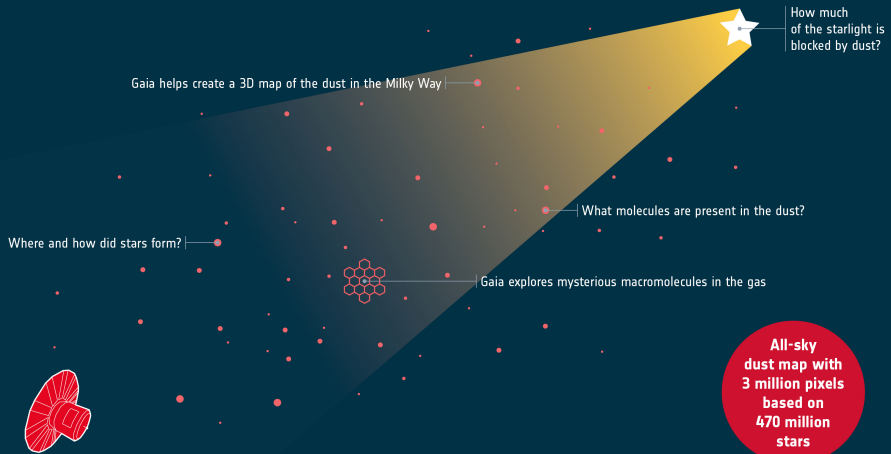 How much
of the starlight is
blocked by dust?
Gaia helps create a 3D map of the dust in the Milky Way
What molecules are present in the dust?
Where and how did stars form?
Gaia explores mysterious macromolecules in the gas
All-sky
dust map with
3 million pixels
based on
470 million
stars